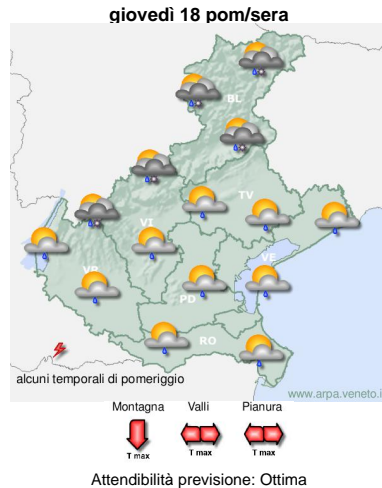 giovedì 18 pom/sera
BL
TV
VI
VE
VR
PD
RO
alcuni temporali di pomeriggio
www.arpa.veneto.i
Montagna Valli Pianura
T max T max T max
Attendibilità previsione: Ottima